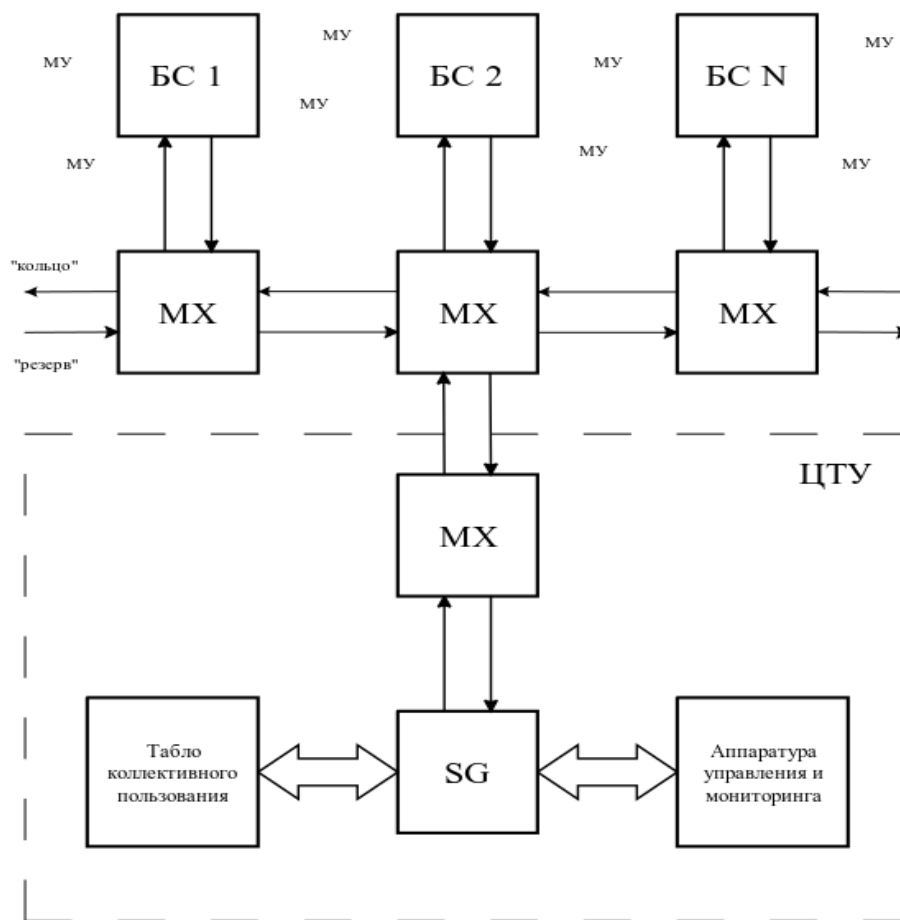 МУ
БС 1
МУ
БС 2
МУ
БС N
МУ
МУ
МУ
МУ
МУ
"кольцо"
МХ
МХ
МХ
"резерв"
ЦТУ
МХ
Табло
коллективного
пользования
SG
Аппаратура
управления и
мониторинга